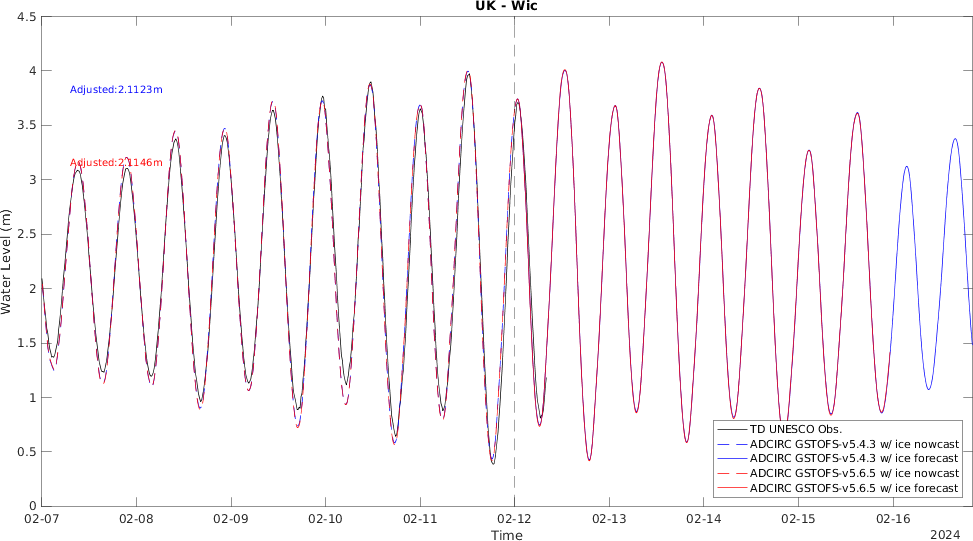 UK - Wic
4.5
4
3.5
3
2.5
2
1.5
1
0.5
0
Water Level (m)
Adjusted:2.1123m
Adjusted:2.1146m
TD UNESCO Obs.
ADCIRC GSTOFS-v5.4.3 w/ ice nowcast
ADCIRC GSTOFS-v5.4.3 w/ ice forecast
ADCIRC GSTOFS-v5.6.5 w/ ice nowcast
ADCIRC GSTOFS-v5.6.5 w/ ice forecast
02-07 02-08 02-09 02-10 02-11 02-12 02-13 02-14 02-15 02-16
Time
2024